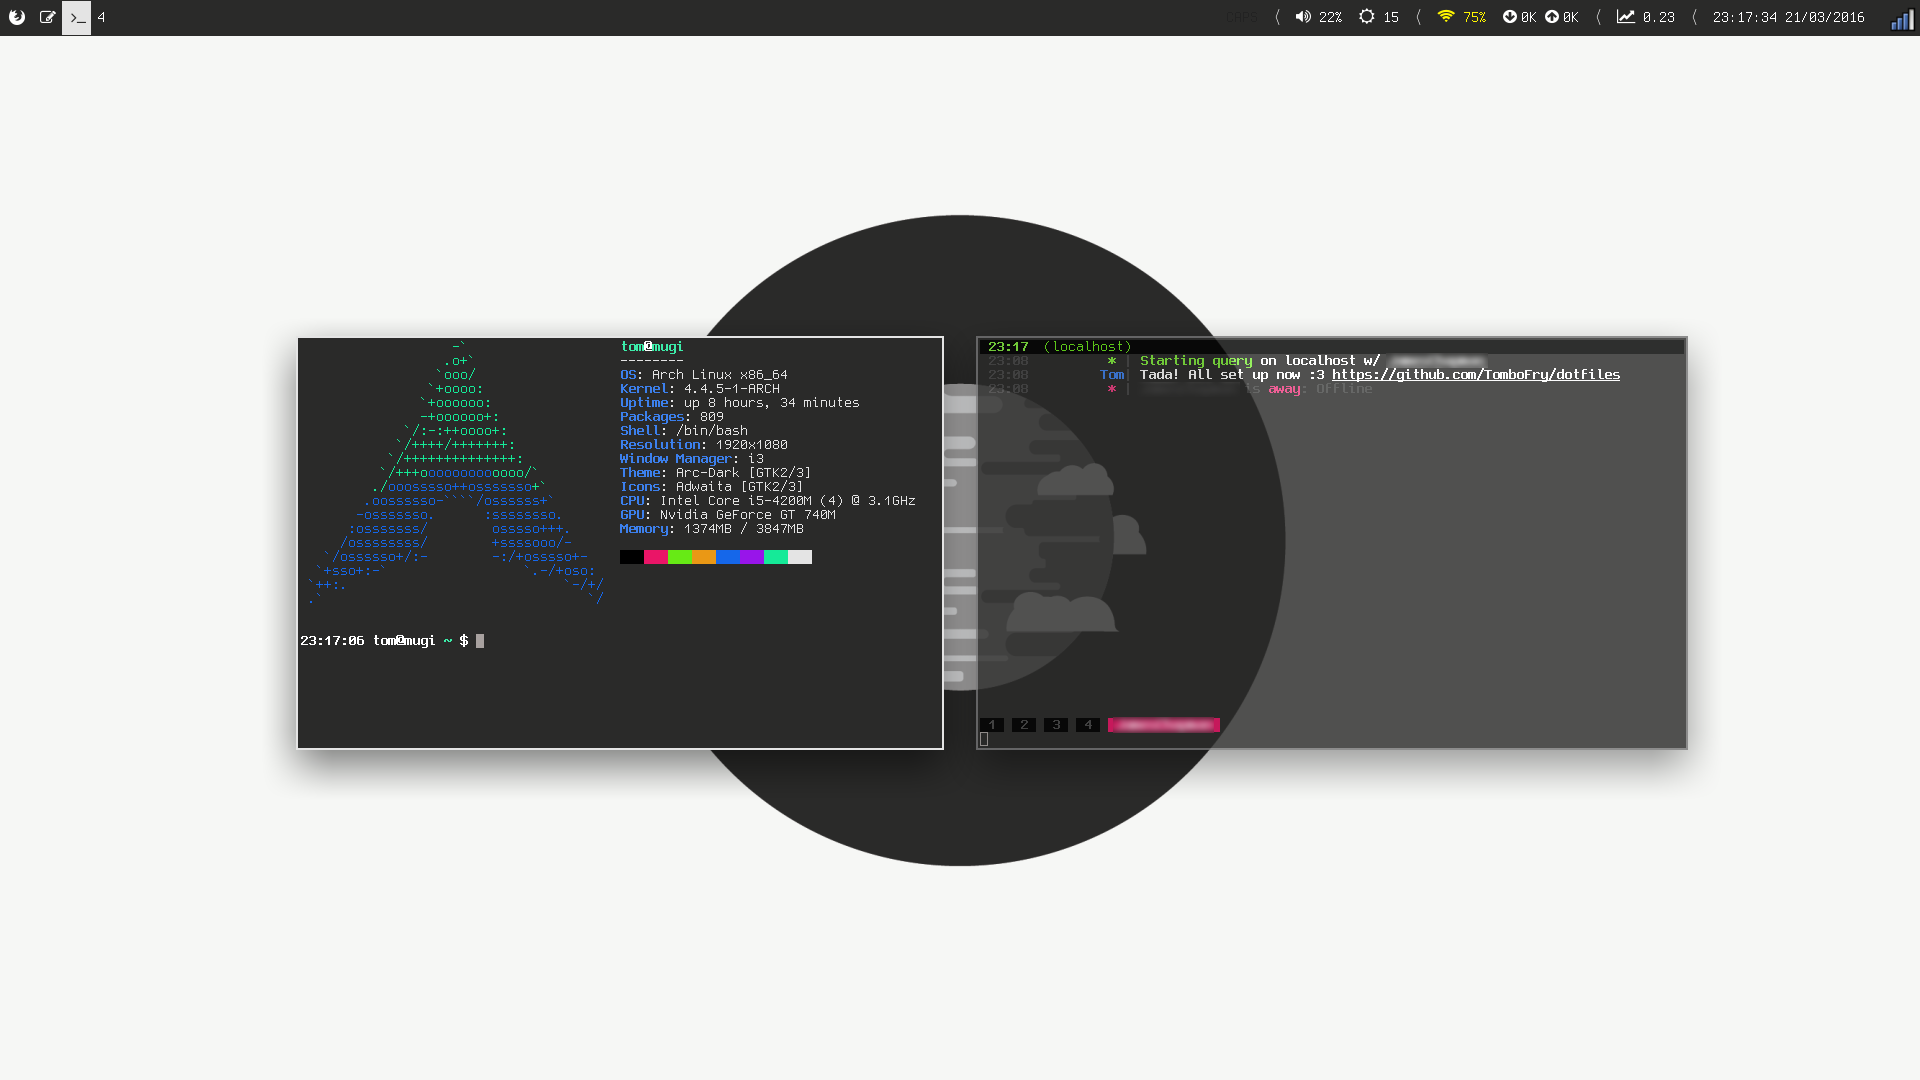 4
CAPS 22% 15 75% 0K 0K 0.23 23:17:34 21/03/2016
-`
.o+`
`ooo/
`+oooo:
`+oooooo:
-+oooooo+:
`/:-:++oooo+:
`/++++/+++++++:
`/++++++++++++++:
`/+++ooooooooooooo/`
./ooosssso++osssssso+`
.oossssso-````/ossssss+`
-osssssso. :ssssssso.
:osssssss/ osssso+++.
/ossssssss/ +ssssooo/-
`/ossssso+/:- -:/+osssso+-
`+sso+:-` `.-/+oso:
`++:. `-/+/
.` `/
tom@mugi
--------
OS: Arch Linux x86_64
Kernel: 4.4.5-1-ARCH
Uptime: up 8 hours, 34 minutes
Packages: 809
Shell: /bin/bash
Resolution: 1920x1080
Window Manager: i3
Theme: Arc-Dark [GTK2/3]
Icons: Adwaita [GTK2/3]
CPU: Intel Core i5-4200M (4) @ 3.1GHz
GPU: Nvidia GeForce GT 740M
Memory: 1374MB / 3847MB
23:17:06 tom@mugi ~ $
23:17 (localhost)
23:08 * | Starting query on localhost w/
23:08 Tom| Tada! All set up now :3 https://github.com/TomboFry/dotfiles
23:08 * | is away: Offline
1 2 3 4